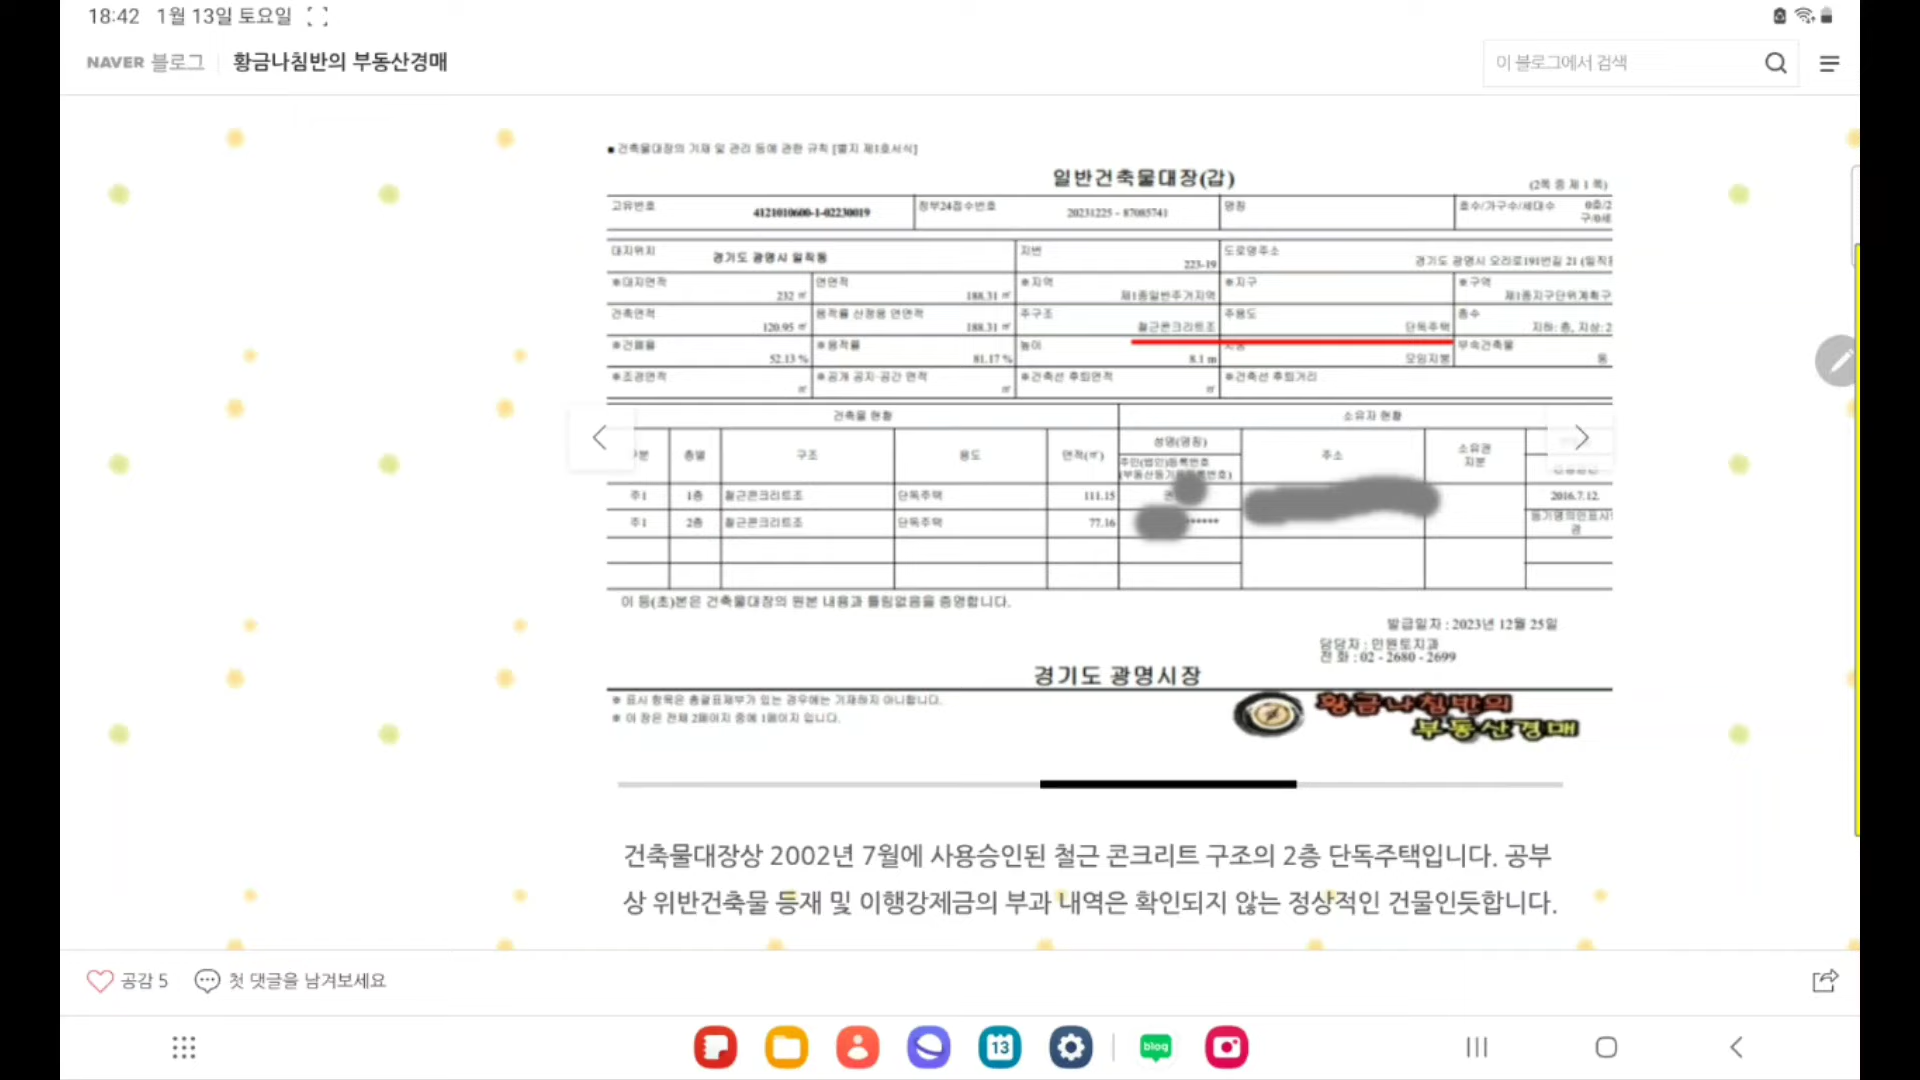 18:42 1월 13일 토요일
NAVER 블로그 황금나침반의 부동산경매
이 블로그에서 검색
■ 건축물대장의 기재 및 관리 등에 관한 규칙 [별지 제1호서식]
일반건축물대장(갑)
(2쪽 중 제 1 쪽)
고유번호 4121010600-1-02230019 정부24접수번호 20231225 - 87085741 명칭 호수/가구수/세대수 0호/2
구/0세
대지위치 경기도 광명시 일직동 지번 223-19 도로명주소 경기도 광명시 오리로191번길 21 (일직동
※대지면적 232 ㎡ 연면적 188.31 ㎡ ※지역 제1종일반주거지역 ※지구 ※구역 제1종지구단위계획구
건축면적 120.95 ㎡ 용적률 산정용 연면적 188.31 ㎡ 주구조 철근콘크리트조 주용도 단독주택 층수 지하: 층, 지상: 2
※건폐율 52.13 % ※용적률 81.17 % 높이 8.1 m 지붕 모임지붕 부속건축물 동
※조경면적 ㎡ ※공개 공지·공간 면적 ㎡ ※건축선 후퇴면적 ㎡ ※건축선 후퇴거리
건축물 현황 소유자 현황
구분 층별 구조 용도 면적(㎡) 성명(명칭) 주소 소유권
지분
주민(법인)등록번호
(부동산등기용등록번호)
주1 1층 철근콘크리트조 단독주택 111.15 2016.7.12.
주1 2층 철근콘크리트조 단독주택 77.16 ****** 등기명의인표시변
경
이 등(초)본은 건축물대장의 원본 내용과 틀림없음을 증명합니다.
발급일자 : 2023년 12월 25일
담당자 : 민원토지과
전 화 : 02 - 2680 - 2699
경기도 광명시장
※ 표시 항목은 총괄표제부가 있는 경우에는 기재하지 아니합니다.
※ 이 장은 전체 2페이지 중에 1페이지 입니다.
황금나침반의
부동산경매
건축물대장상 2002년 7월에 사용승인된 철근 콘크리트 구조의 2층 단독주택입니다. 공부
상 위반건축물 등재 및 이행강제금의 부과 내역은 확인되지 않는 정상적인 건물인듯합니다.
공감 5 첫 댓글을 남겨보세요
13
blog